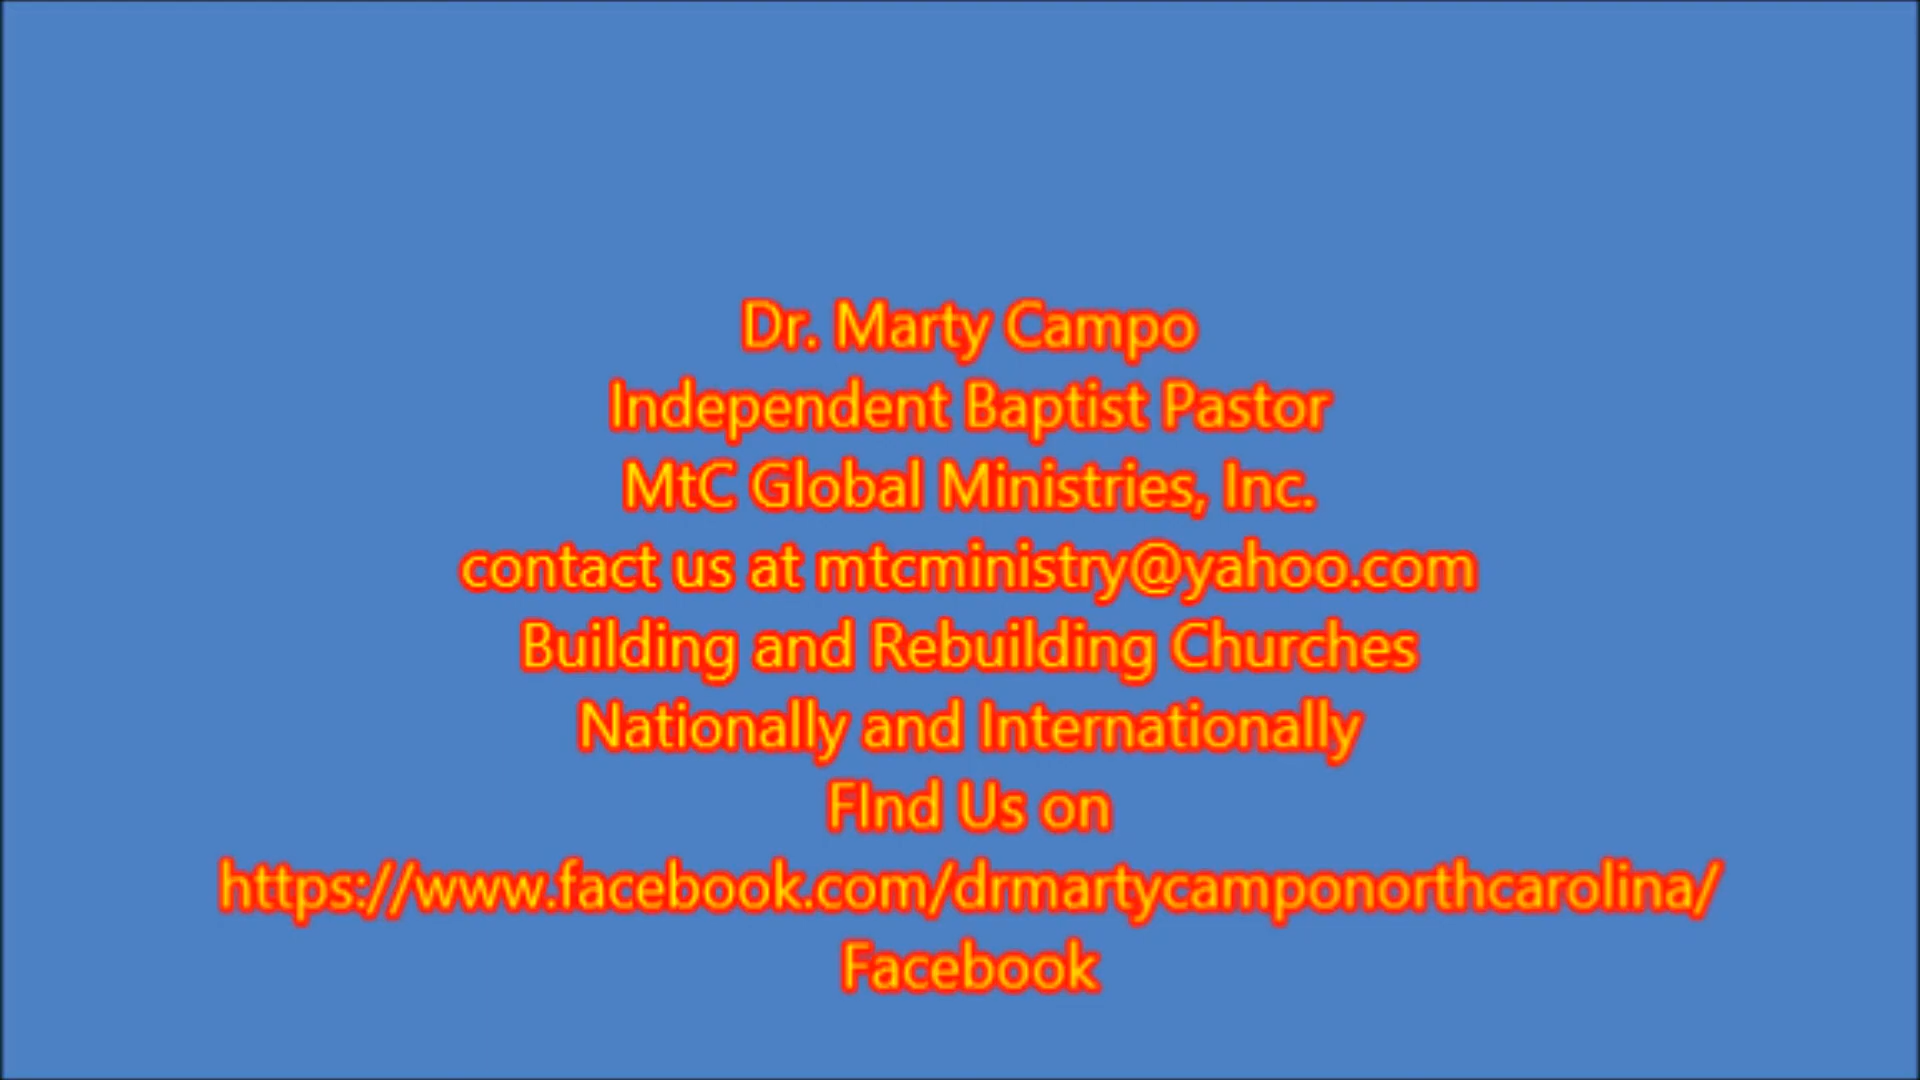 Dr. Marty Campo
Independent Baptist Pastor
MtC Global Ministries, Inc.
contact us at mtcministry@yahoo.com
Building and Rebuilding Churches
Nationally and Internationally
FInd Us on
https://www.facebook.com/drmartycamponorthcarolina/
Facebook